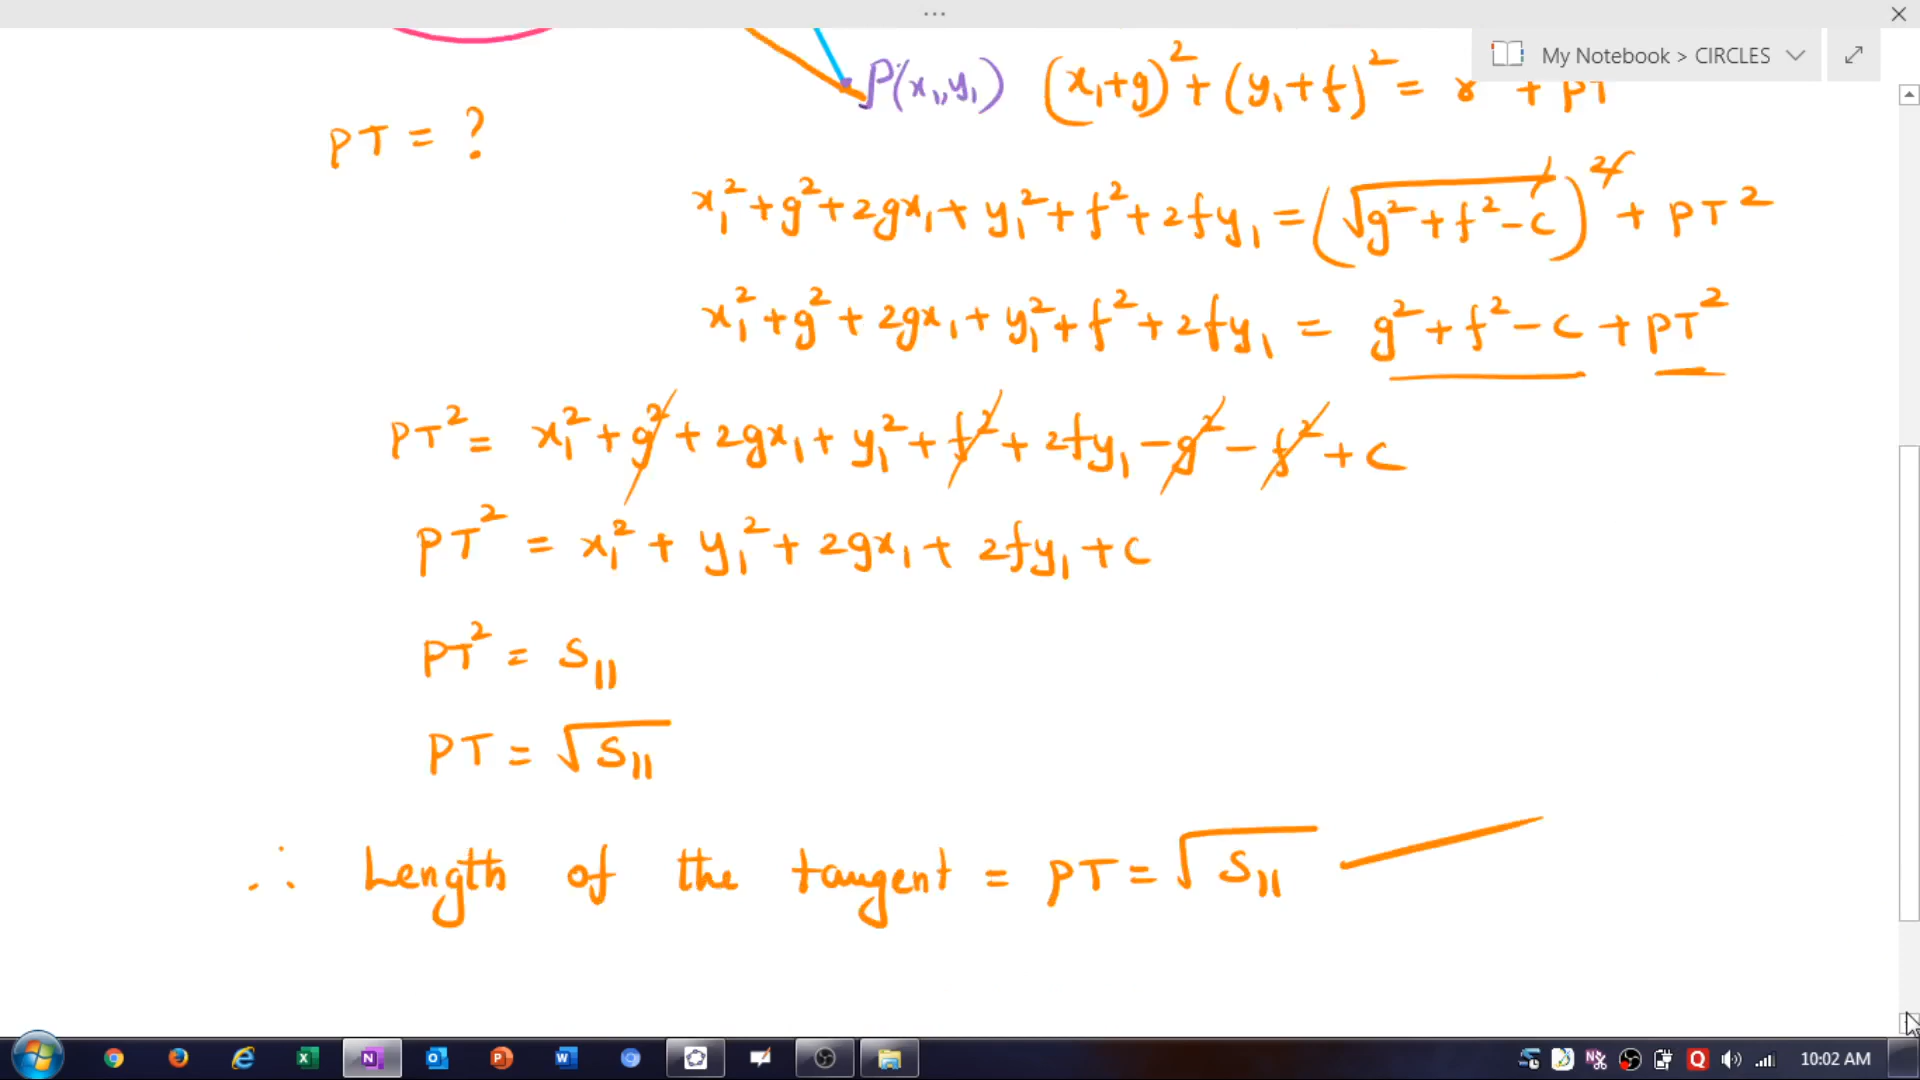 My Notebook > CIRCLES
P(x₁, y₁) (x₁+g)² + (y₁+f)² = r + PT
PT = ?
x₁² + g² + 2gx₁ + y₁² + f² + 2fy₁ = (√g² + f² - c)² + PT²
x₁² + g² + 2gx₁ + y₁² + f² + 2fy₁ = g² + f² - c + PT²
PT² = x₁² + g² + 2gx₁ + y₁² + f² + 2fy₁ - g² - f² + c
PT² = x₁² + y₁² + 2gx₁ + 2fy₁ + c
PT² = S₁₁
PT = √S₁₁
∴ Length of the tangent = PT = √S₁₁
10:02 AM